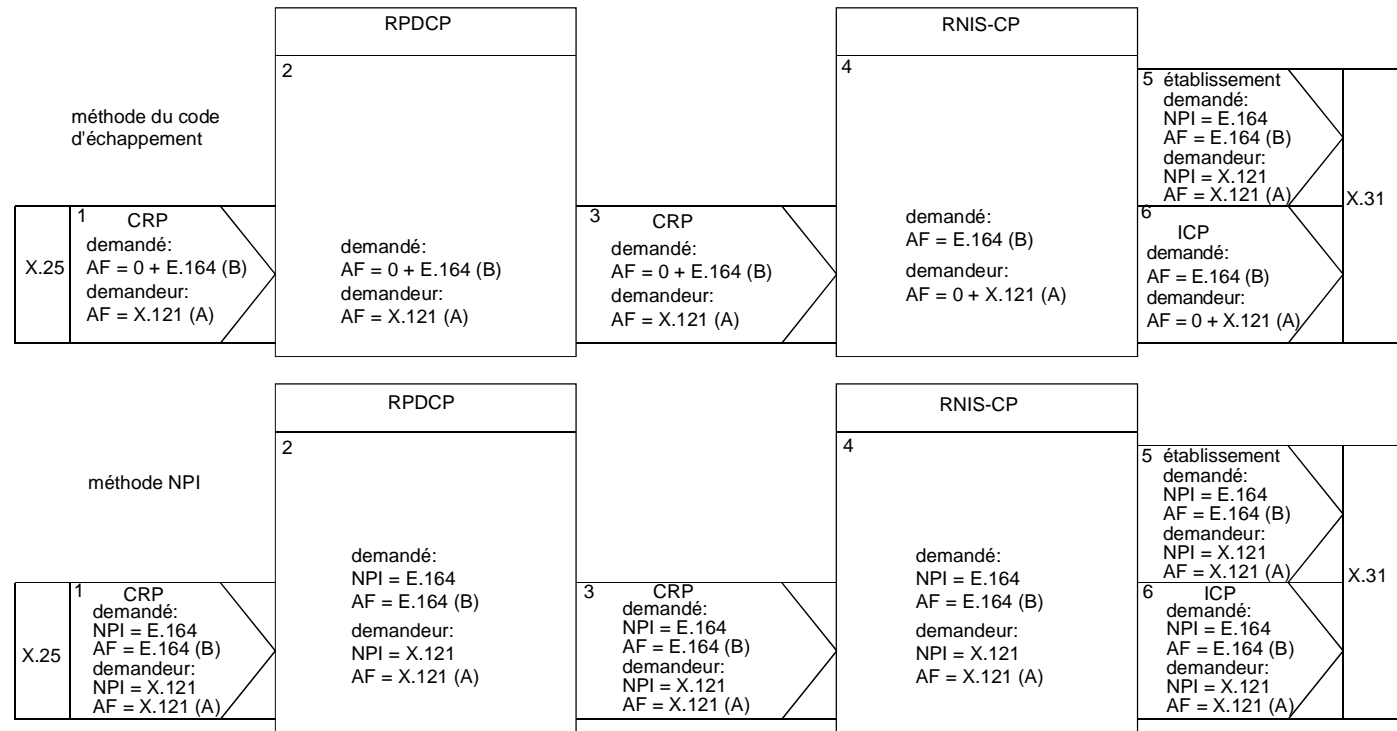 RPDCP
RNIS-CP
méthode du code
d'échappement
X.25
1
CRP
demandé:
AF = 0 + E.164 (B)
demandeur:
AF = X.121 (A)
2
demandé:
AF = 0 + E.164 (B)
demandeur:
AF = X.121 (A)
3
CRP
demandé:
AF = 0 + E.164 (B)
demandeur:
AF = X.121 (A)
4
demandé:
AF = E.164 (B)
demandeur:
AF = 0 + X.121 (A)
5 établissement
demandé:
NPI = E.164
AF = E.164 (B)
demandeur:
NPI = X.121
AF = X.121 (A)
6
ICP
demandé:
AF = E.164 (B)
demandeur:
AF = 0 + X.121 (A)
X.31
RPDCP
RNIS-CP
méthode NPI
X.25
1
CRP
demandé:
NPI = E.164
AF = E.164 (B)
demandeur:
NPI = X.121
AF = X.121 (A)
2
demandé:
NPI = E.164
AF = E.164 (B)
demandeur:
NPI = X.121
AF = X.121 (A)
3
CRP
demandé:
NPI = E.164
AF = E.164 (B)
demandeur:
NPI = X.121
AF = X.121 (A)
4
demandé:
NPI = E.164
AF = E.164 (B)
demandeur:
NPI = X.121
AF = X.121 (A)
5 établissement
demandé:
NPI = E.164
AF = E.164 (B)
demandeur:
NPI = X.121
AF = X.121 (A)
6
ICP
demandé:
NPI = E.164
AF = E.164 (B)
demandeur:
NPI = X.121
AF = X.121 (A)
X.31